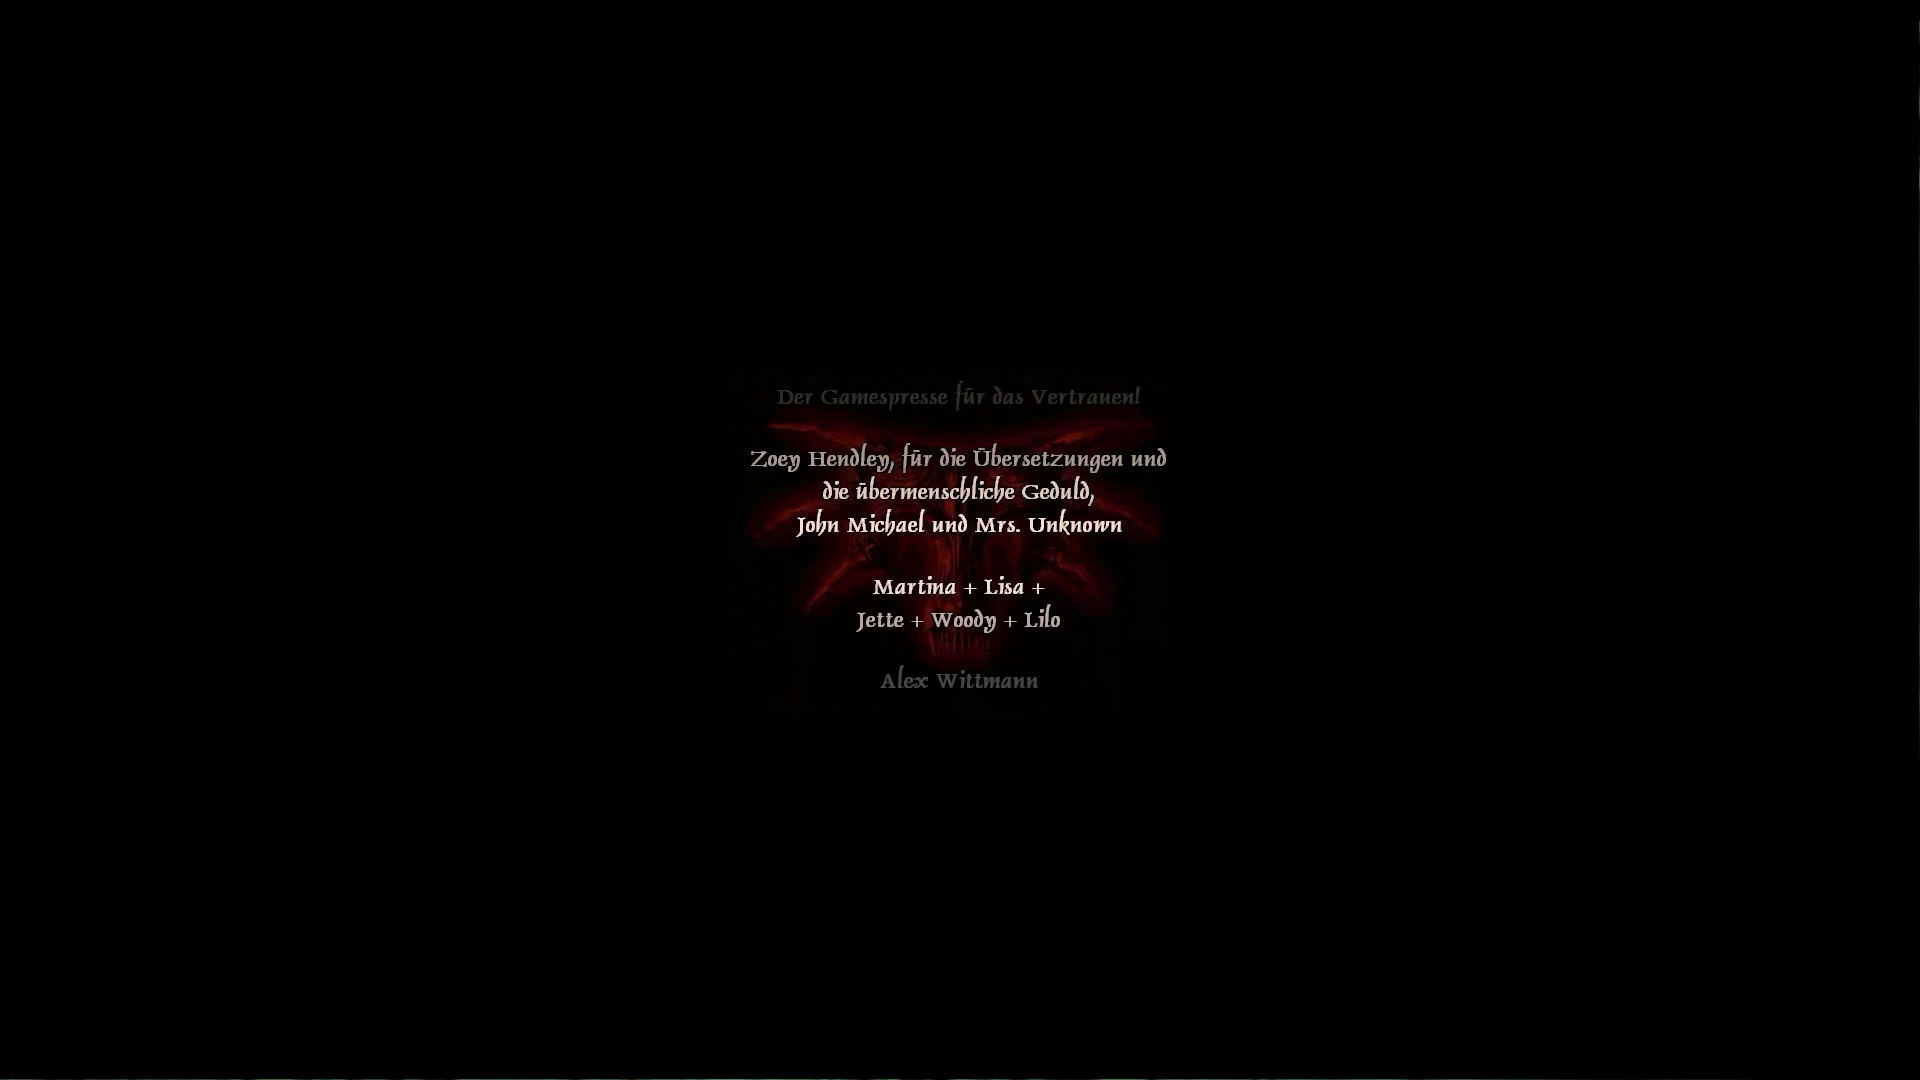 Der Gamespresse für das Vertrauen!
Zoey Hendley, für die Übersetzungen und
die übermenschliche Geduld,
John Michael und Mrs. Unknown
Martina + Lisa +
Jette + Woody + Lilo
Alex Wittmann